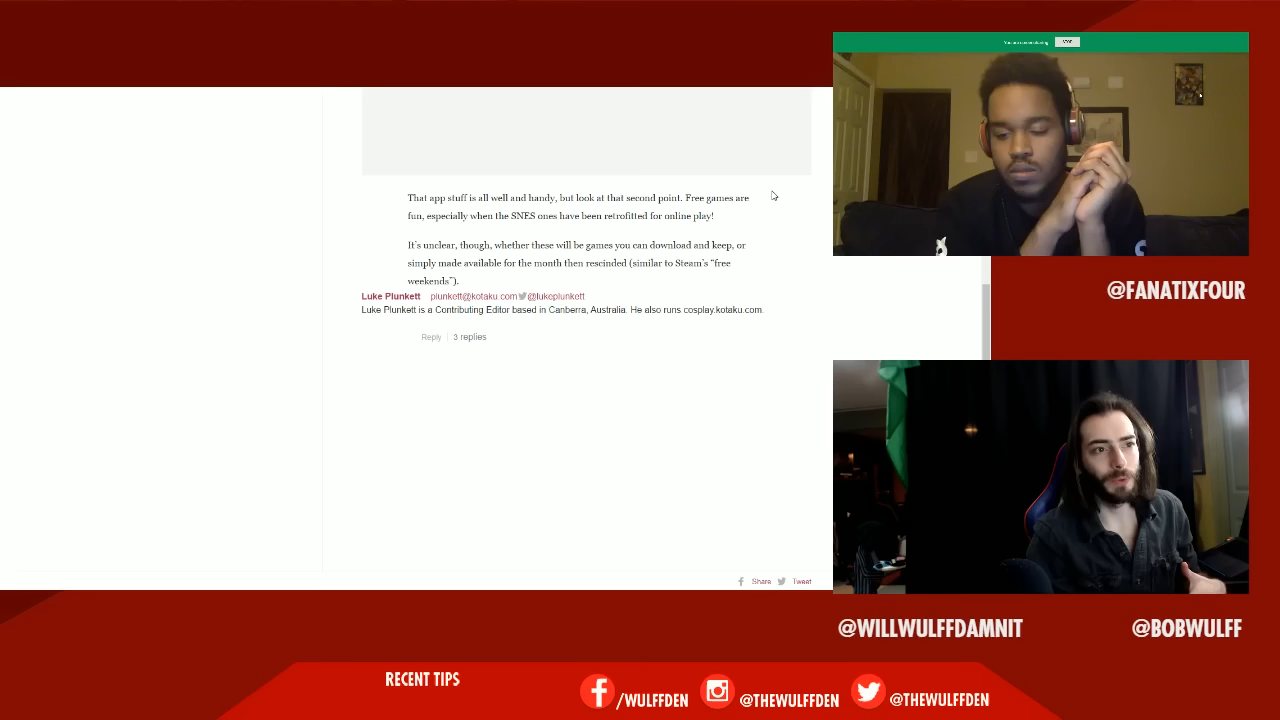 You are screensharing
STOP
That app stuff is all well and handy, but look at that second point. Free games are
fun, especially when the SNES ones have been retrofitted for online play!
It's unclear, though, whether these will be games you can download and keep, or
simply made available for the month then rescinded (similar to Steam's "free
weekends").
Luke Plunkett plunkett@kotaku.com @lukeplunkett
Luke Plunkett is a Contributing Editor based in Canberra, Australia. He also runs cosplay.kotaku.com.
Reply 3 replies
Share Tweet
@FANATIXFOUR
@WILLWULFFDAMNIT @BOBWULFF
RECENT TIPS
/WULFFDEN @THEWULFFDEN @THEWULFFDEN